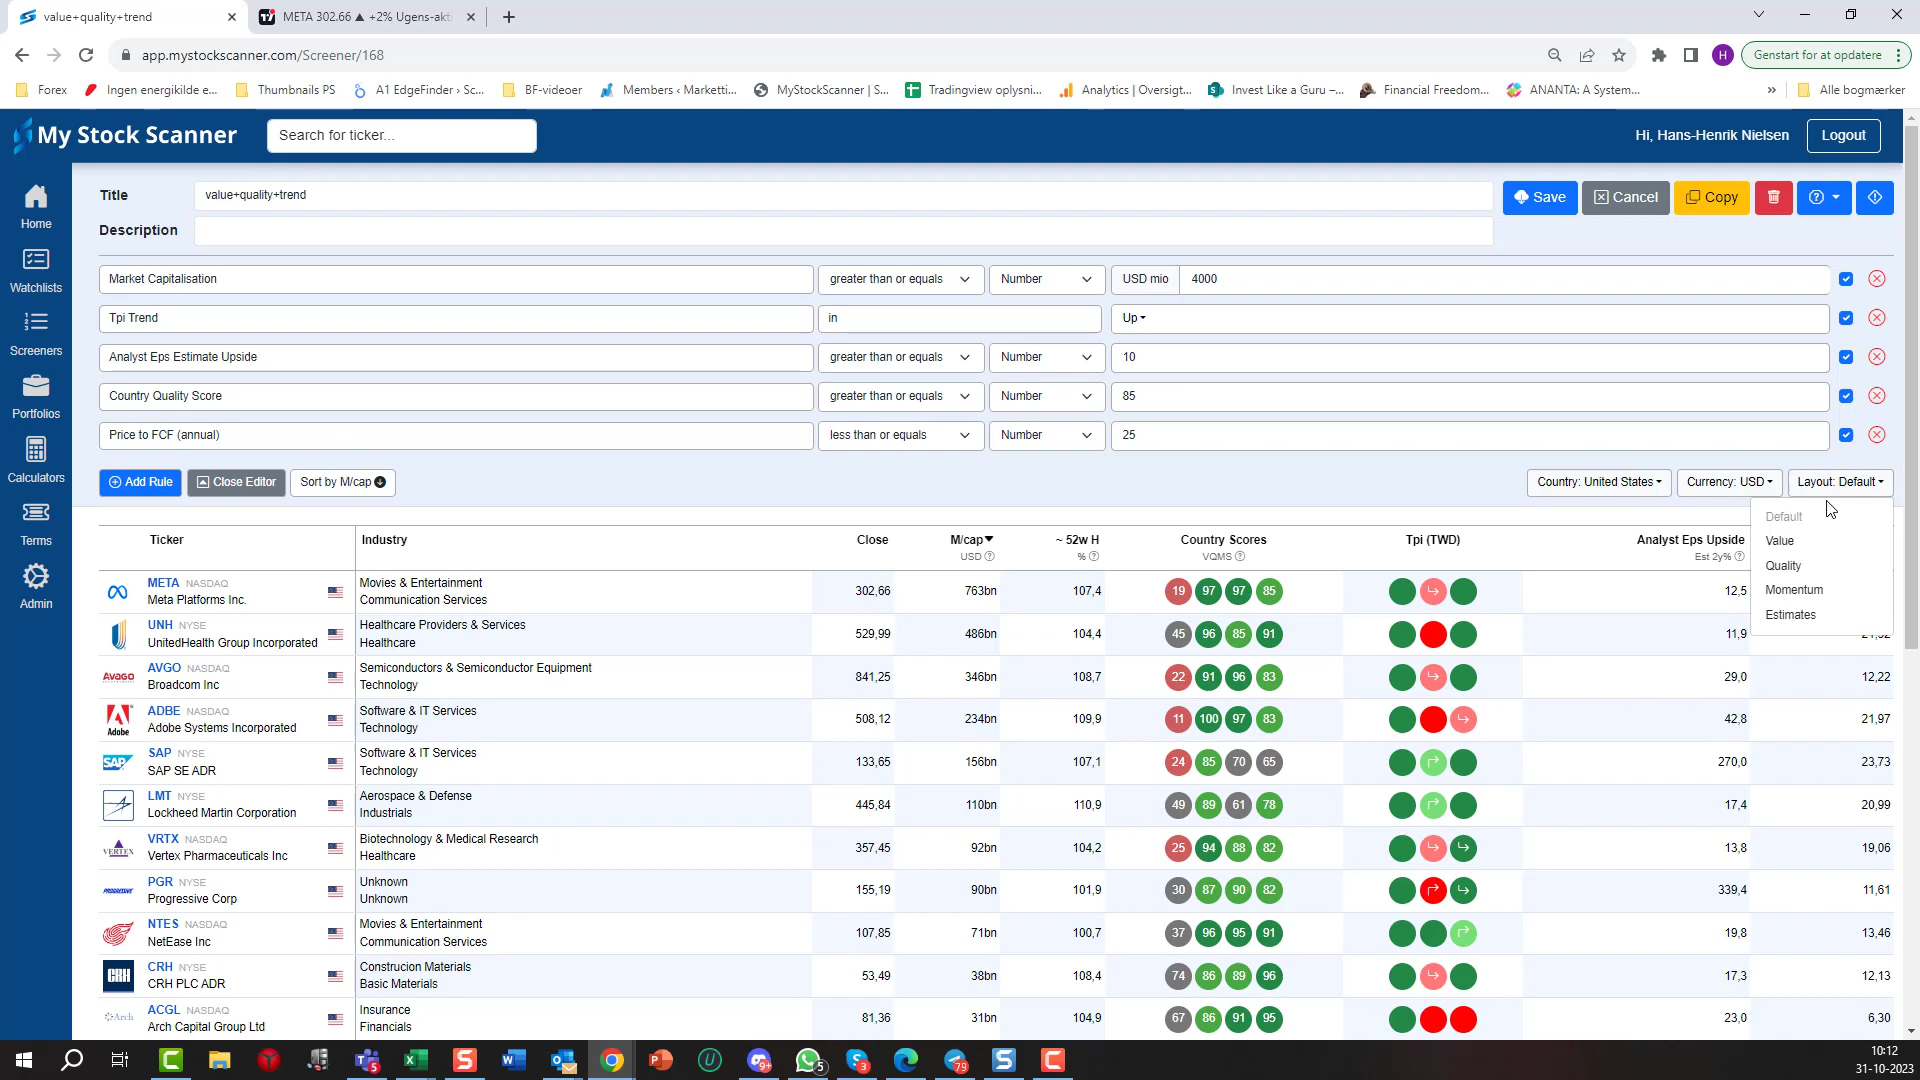 value+quality+trend
META 302.66 ▲ +2% Ugens-akt
app.mystockscanner.com/Screener/168
H
Genstart for at opdatere
Forex
Ingen energikilde e...
Thumbnails PS
A1 EdgeFinder › Sc...
BF-videoer
Members ‹ Marketti...
MyStockScanner | S...
Tradingview oplysni...
Analytics | Oversigt...
Invest Like a Guru –...
Financial Freedom...
ANANTA: A System...
»
Alle bogmærker
My Stock Scanner
Search for ticker...
Hi, Hans-Henrik Nielsen
Logout
Home
Watchlists
Screeners
Portfolios
Calculators
Terms
Admin
Title
value+quality+trend
Save
Cancel
Copy
Description
Market Capitalisation
greater than or equals
Number
USD mio
4000
Tpi Trend
in
Up
Analyst Eps Estimate Upside
greater than or equals
Number
10
Country Quality Score
greater than or equals
Number
85
Price to FCF (annual)
less than or equals
Number
25
Add Rule
Close Editor
Sort by M/cap
Country: United States
Currency: USD
Layout: Default
Default
Value
Quality
Momentum
Estimates
Ticker
Industry
Close
M/cap
USD
~ 52w H
%
Country Scores
VQMS
Tpi (TWD)
Analyst Eps Upside
Est 2y%
META NASDAQ
Meta Platforms Inc.
Movies & Entertainment
Communication Services
302,66
763bn
107,4
19 97 97 85
12,5
UNH NYSE
UnitedHealth Group Incorporated
Healthcare Providers & Services
Healthcare
529,99
486bn
104,4
45 96 85 91
11,9
AVAGO
AVGO NASDAQ
Broadcom Inc
Semiconductors & Semiconductor Equipment
Technology
841,25
346bn
108,7
22 91 96 83
29,0
12,22
Adobe
ADBE NASDAQ
Adobe Systems Incorporated
Software & IT Services
Technology
508,12
234bn
109,9
11 100 97 83
42,8
21,97
SAP
SAP NYSE
SAP SE ADR
Software & IT Services
Technology
133,65
156bn
107,1
24 85 70 65
270,0
23,73
LMT NYSE
Lockheed Martin Corporation
Aerospace & Defense
Industrials
445,84
110bn
110,9
49 89 61 78
17,4
20,99
VERTEX
VRTX NASDAQ
Vertex Pharmaceuticals Inc
Biotechnology & Medical Research
Healthcare
357,45
92bn
104,2
25 94 88 82
13,8
19,06
PROGRESSIVE
PGR NYSE
Progressive Corp
Unknown
Unknown
155,19
90bn
101,9
30 87 90 82
339,4
11,61
NTES NASDAQ
NetEase Inc
Movies & Entertainment
Communication Services
107,85
71bn
100,7
37 96 95 91
19,8
13,46
CRH
CRH NYSE
CRH PLC ADR
Construcion Materials
Basic Materials
53,49
38bn
108,4
74 86 89 96
17,3
12,13
Arch
ACGL NASDAQ
Arch Capital Group Ltd
Insurance
Financials
81,36
31bn
104,9
67 86 91 95
23,0
6,30
5
9+
5
3
79
10:12
31-10-2023